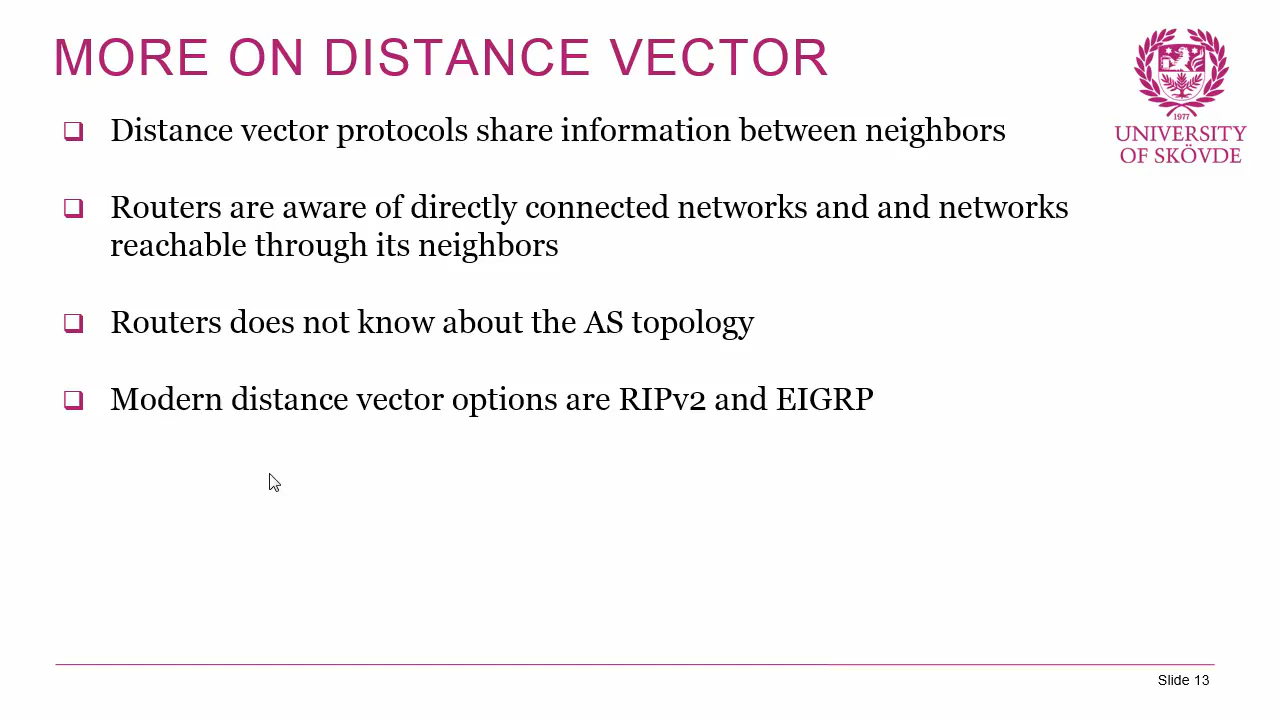 MORE ON DISTANCE VECTOR
1977
UNIVERSITY
OF SKÖVDE
Distance vector protocols share information between neighbors
Routers are aware of directly connected networks and and networks
reachable through its neighbors
Routers does not know about the AS topology
Modern distance vector options are RIPv2 and EIGRP
Slide 13